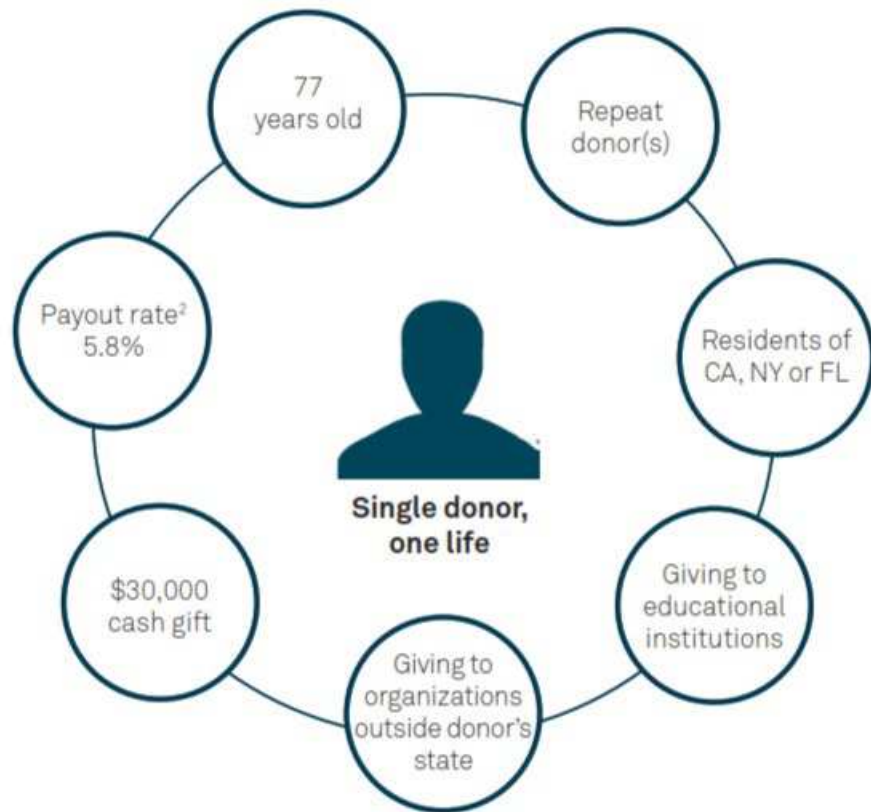 77
years old
Repeat
donor(s)
Payout rate²
5.8%
Residents of
CA, NY or FL
Single donor,
one life
$30,000
cash gift
Giving to
educational
institutions
Giving to
organizations
outside donor's
state